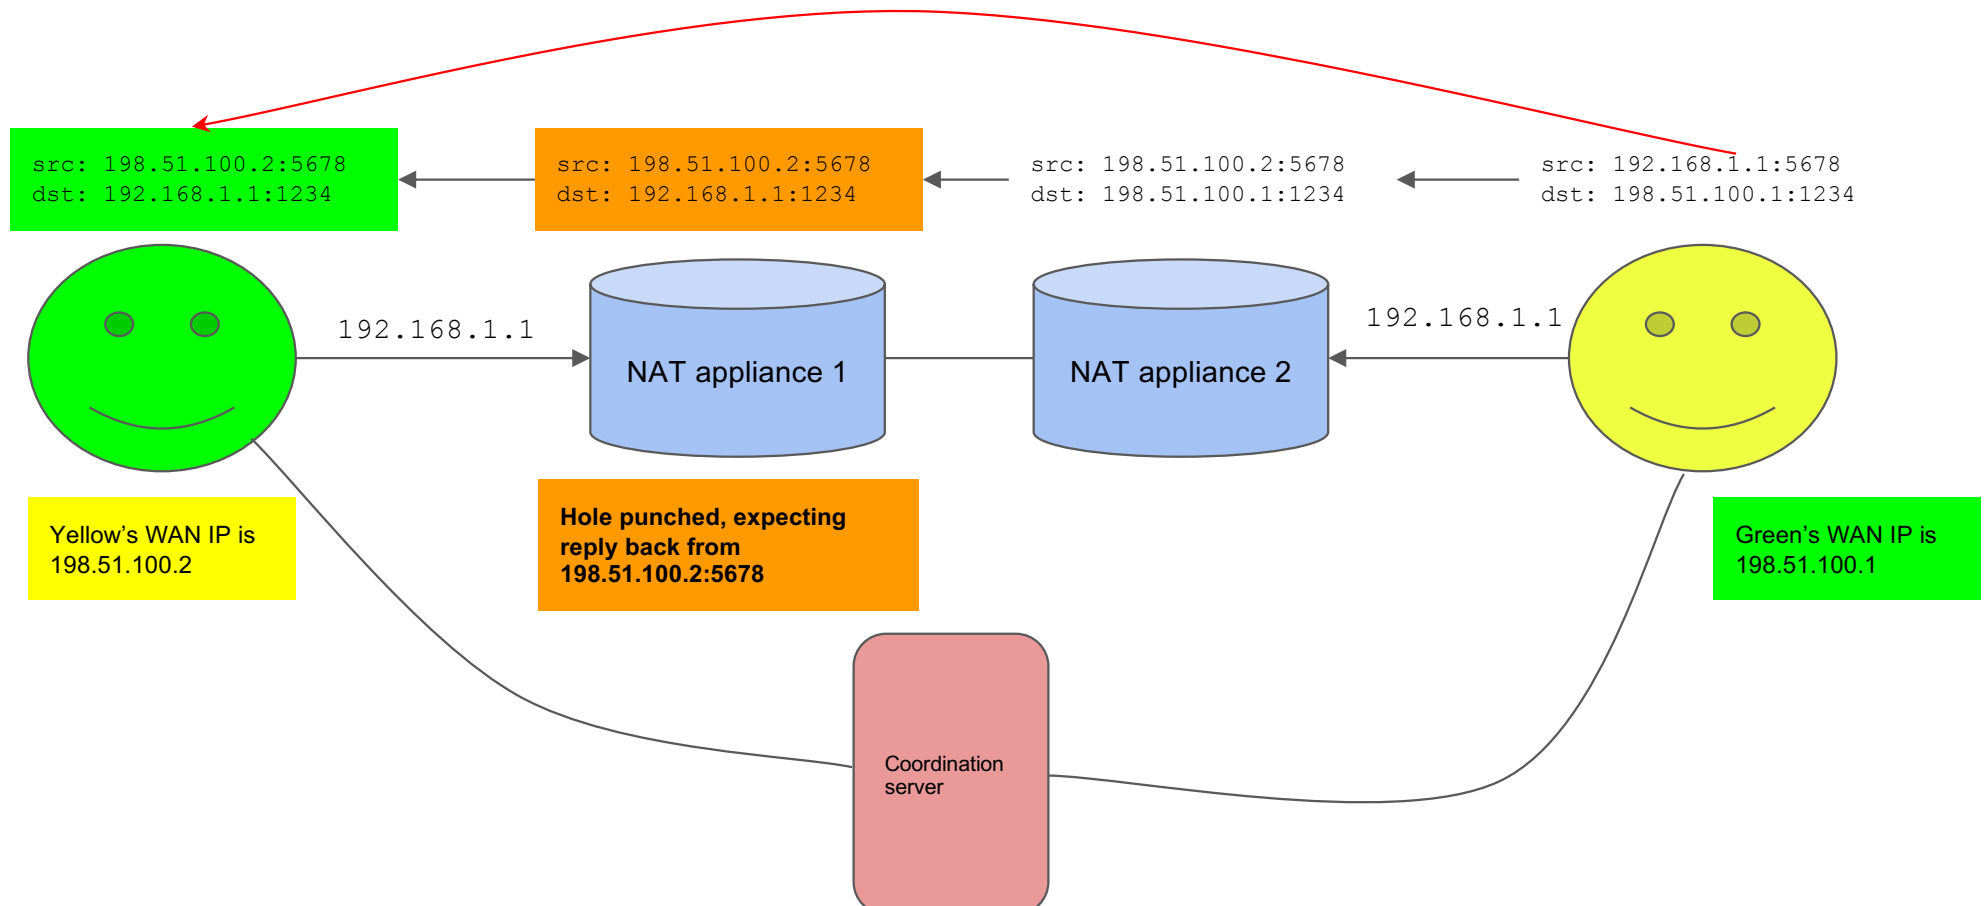 src: 198.51.100.2:5678
dst: 192.168.1.1:1234
src: 198.51.100.2:5678
dst: 192.168.1.1:1234
src: 198.51.100.2:5678
dst: 198.51.100.1:1234
src: 192.168.1.1:5678
dst: 198.51.100.1:1234
192.168.1.1
NAT appliance 1
NAT appliance 2
192.168.1.1
Yellow’s WAN IP is
198.51.100.2
Hole punched, expecting
reply back from
198.51.100.2:5678
Green’s WAN IP is
198.51.100.1
Coordination
server